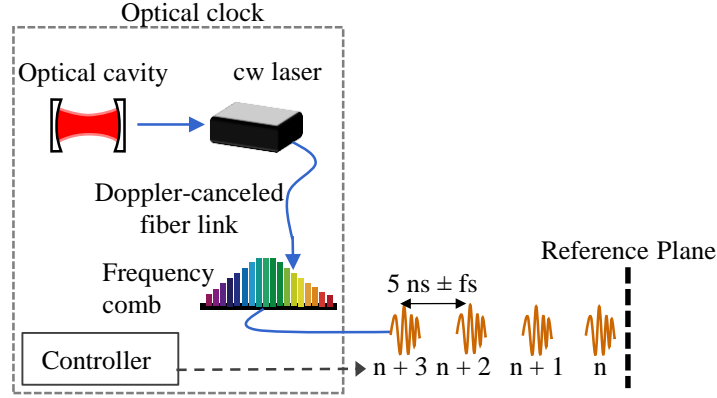 Optical clock
Optical cavity
cw laser
Doppler-canceled
fiber link
Frequency
comb
Controller
Reference Plane
5 ns ± fs
n + 3 n + 2 n + 1 n